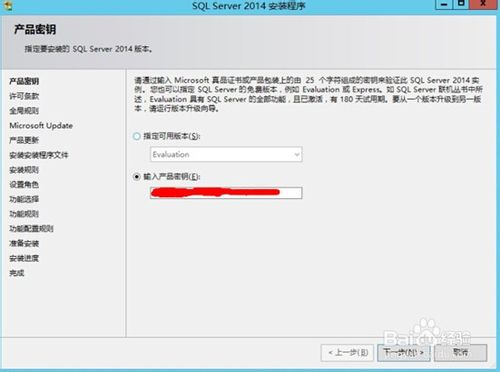 SQL Server 2014 安装程序
产品密钥
指定要安装的 SQL Server 2014 版本。
产品密钥
许可条款
全局规则
Microsoft Update
产品更新
安装安装程序文件
安装规则
设置角色
功能选择
功能规则
功能配置规则
准备安装
安装进度
完成
请通过输入 Microsoft 真品证书或产品包装上的由 25 个字符组成的密钥来验证此 SQL Server 2014 实
例。您也可以指定 SQL Server 的免费版本，例如 Evaluation 或 Express。如 SQL Server 联机丛书中所
述，Evaluation 具有 SQL Server 的全部功能，且已激活，有 180 天试用期。要从一个版本升级到另一版
本，请运行版本升级向导。
指定可用版本(S):
Evaluation
输入产品密钥(E):
Baidu经验
jingyan.baidu.com
< 上一步(B)
下一步(N) >
取消